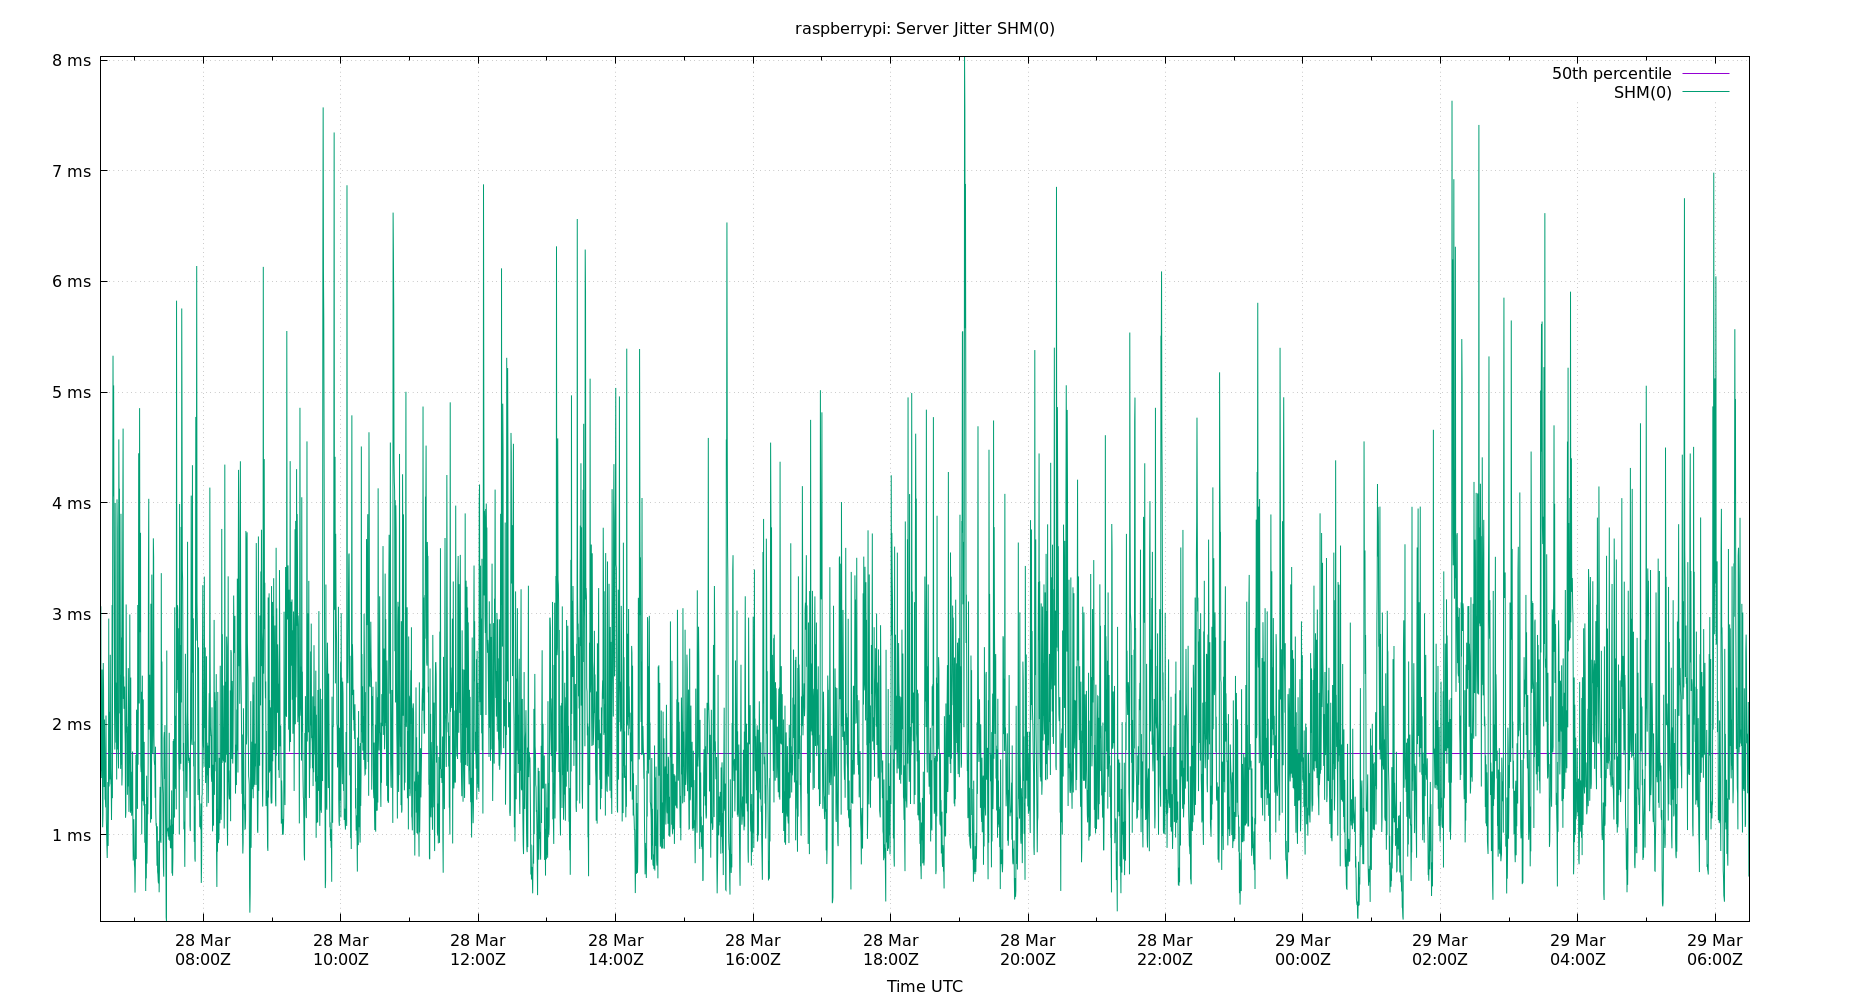 raspberrypi: Server Jitter SHM(0)
8 ms
7 ms
6 ms
5 ms
4 ms
3 ms
2 ms
1 ms
50th percentile
SHM(0)
28 Mar 28 Mar 28 Mar 28 Mar 28 Mar 28 Mar 28 Mar 28 Mar 29 Mar 29 Mar 29 Mar 29 Mar
08:00Z 10:00Z 12:00Z 14:00Z 16:00Z 18:00Z 20:00Z 22:00Z 00:00Z 02:00Z 04:00Z 06:00Z
Time UTC